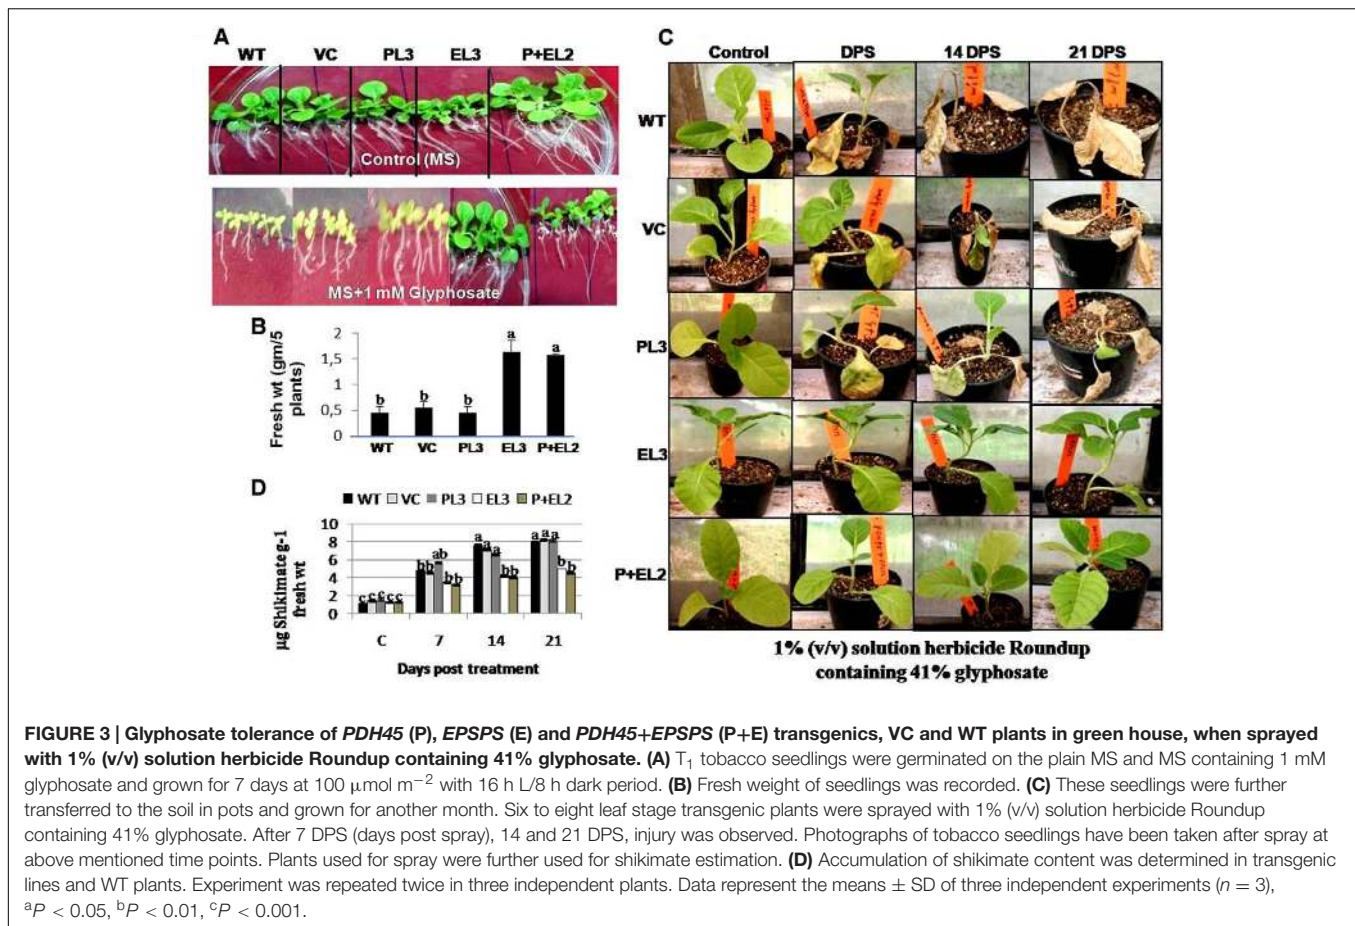 A
WT VC PL3 EL3 P+EL2
Control (MS)
MS+1 mM Glyphosate
B
Fresh wt (gm/5
plants)
2
1,5
1
0,5
0
b b b a a
WT VC PL3 EL3 P+EL2
D
WT VC PL3 EL3 P+EL2
µg Shikimateg-1
fresh wt
10
8
6
4
2
0
c c c c c
b b ab b b
a a a b b
a a a b b
C 7 14 21
Days post treatment
C
Control DPS 14 DPS 21 DPS
WT
VC
PL3
EL3
P+EL2
1% (v/v) solution herbicide Roundup
containing 41% glyphosate
FIGURE 3 | Glyphosate tolerance of PDH45 (P), EPSPS (E) and PDH45+EPSPS (P+E) transgenics, VC and WT plants in green house, when sprayed
with 1% (v/v) solution herbicide Roundup containing 41% glyphosate. (A) T1 tobacco seedlings were germinated on the plain MS and MS containing 1 mM
glyphosate and grown for 7 days at 100 µmol m−2 with 16 h L/8 h dark period. (B) Fresh weight of seedlings was recorded. (C) These seedlings were further
transferred to the soil in pots and grown for another month. Six to eight leaf stage transgenic plants were sprayed with 1% (v/v) solution herbicide Roundup
containing 41% glyphosate. After 7 DPS (days post spray), 14 and 21 DPS, injury was observed. Photographs of tobacco seedlings have been taken after spray at
above mentioned time points. Plants used for spray were further used for shikimate estimation. (D) Accumulation of shikimate content was determined in transgenic
lines and WT plants. Experiment was repeated twice in three independent plants. Data represent the means ± SD of three independent experiments (n = 3),
aP < 0.05, bP < 0.01, cP < 0.001.